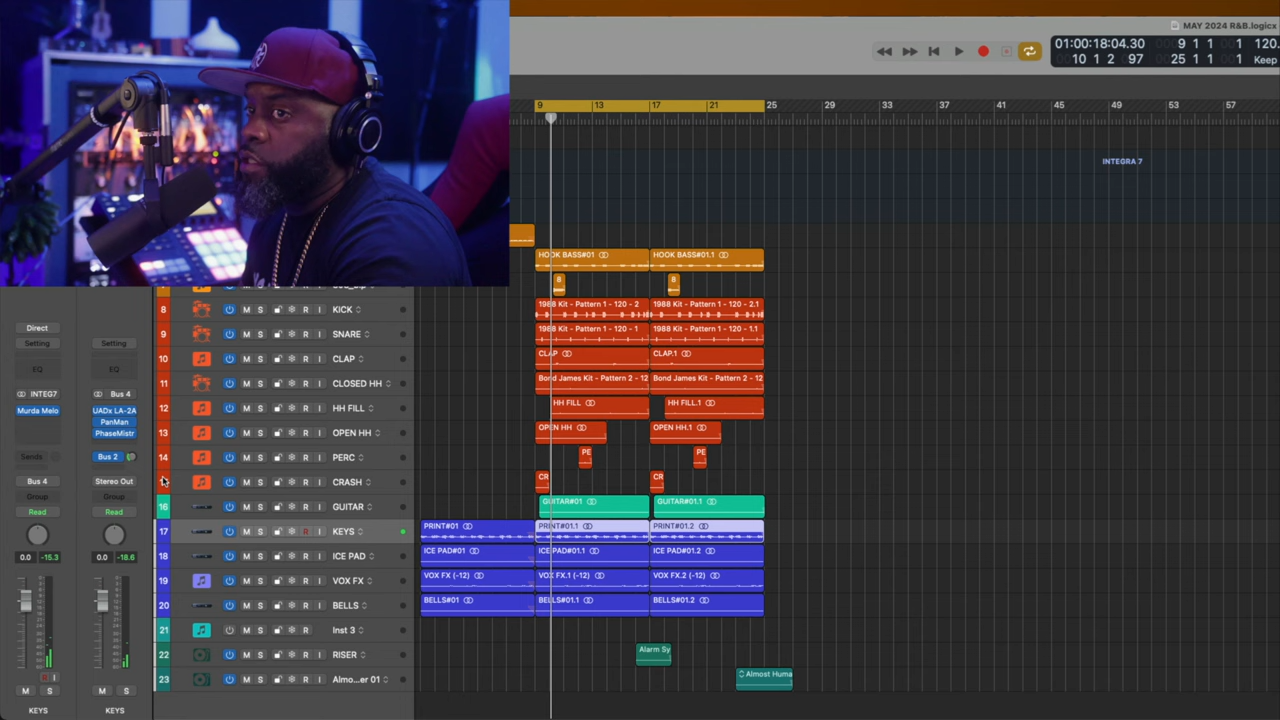 MAY 2024 R&B.logicx
01:00:18:04.30 9 1 1 1 120.
10 1 2 97 25 1 1 1 Keep
9 13 17 21 25 29 33 37 41 45 49 53 57
INTEGRA 7
HOOK BASS#01 HOOK BASS#01.1
8 8
8 M S R I KICK 1988 Kit - Pattern 1 - 120 - 2 1988 Kit - Pattern 1 - 120 - 2.1
Direct
9 M S R I SNARE 1988 Kit - Pattern 1 - 120 - 1 1988 Kit - Pattern 1 - 120 - 1.1
Setting Setting
10 M S R I CLAP CLAP CLAP.1
EQ EQ
11 M S R I CLOSED HH Bond James Kit - Pattern 2 - 12 Bond James Kit - Pattern 2 - 12
INTEG7 Bus 4
12 M S R I HH FILL HH FILL HH FILL.1
Murda Melo UADx LA-2A
PanMan
PhaseMistr
13 M S R I OPEN HH OPEN HH OPEN HH.1
Sends Bus 2
14 M S R I PERC PE PE
Bus 4 Stereo Out
M S R I CRASH CR CR
Group Group
16 M S R I GUITAR GUITAR#01 GUITAR#01.1
Read Read
17 M S R I KEYS PRINT#01 PRINT#01.1 PRINT#01.2
0.0 -15.3 0.0 -18.6
18 M S R I ICE PAD ICE PAD#01 ICE PAD#01.1 ICE PAD#01.2
19 M S R I VOX FX VOX FX (-12) VOX FX.1 (-12) VOX FX.2 (-12)
20 M S R I BELLS BELLS#01 BELLS#01.1 BELLS#01.2
21 M S R Inst 3
22 M S R I RISER Alarm Sy
R I
23 M S R I Almo...er 01 Almost Huma
M S M S
KEYS KEYS